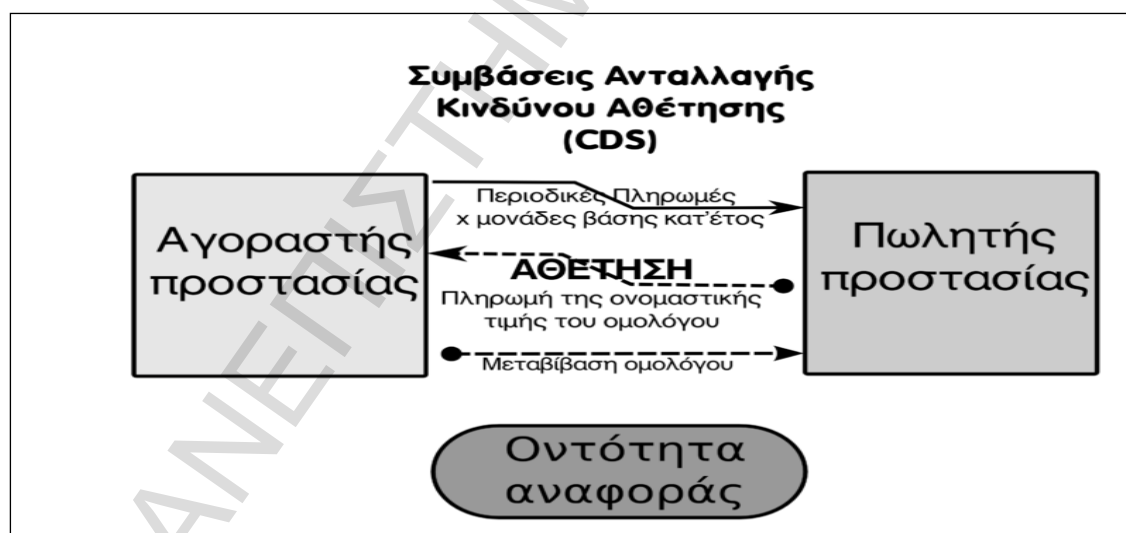 Συμβάσεις Ανταλλαγής
Κινδύνου Αθέτησης
(CDS)
Αγοραστής
προστασίας
Περιοδικές Πληρωμές
x μονάδες βάσης κατ'έτος
ΑΘΕΤΗΣΗ
Πληρωμή της ονομαστικής
τιμής του ομολόγου
Μεταβίβαση ομολόγου
Πωλητής
προστασίας
Οντότητα
αναφοράς